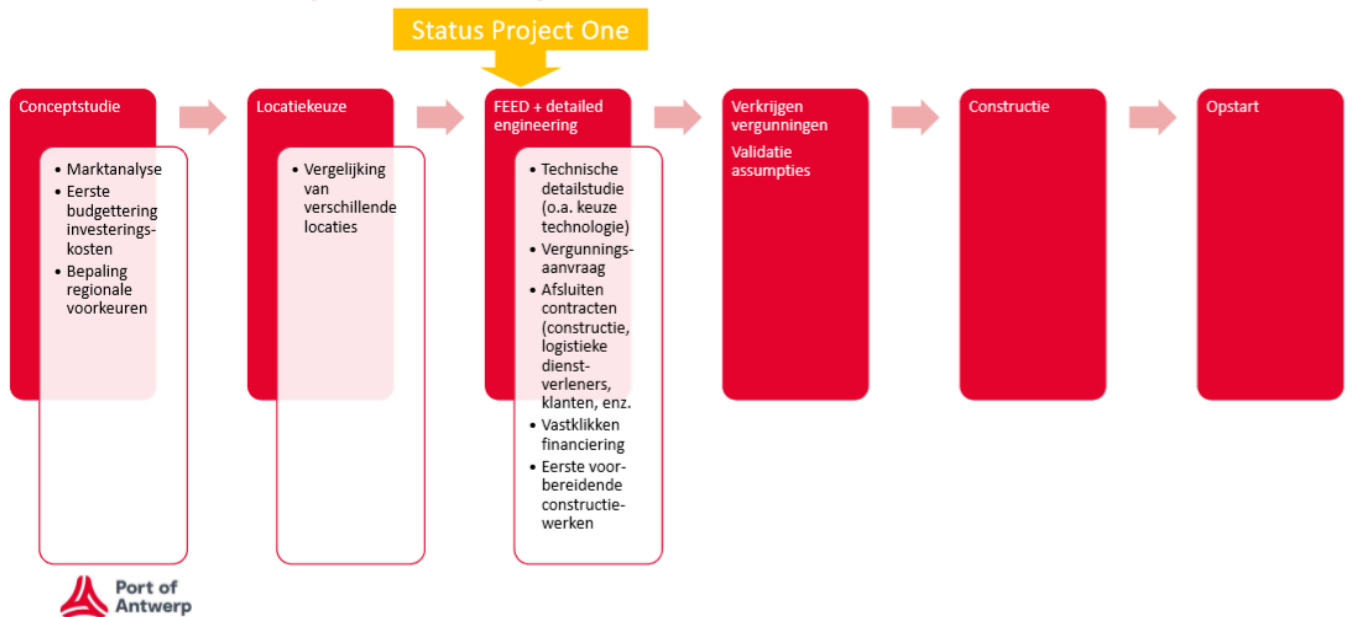 Status Project One
Conceptstudie
• Marktanalyse
• Eerste
budgettering
investerings-
kosten
• Bepaling
regionale
voorkeuren
Locatiekeuze
• Vergelijking
van
verschillende
locaties
FEED + detailed
engineering
• Technische
detailstudie
(o.a. keuze
technologie)
• Vergunnings-
aanvraag
• Afsluiten
contracten
(constructie,
logistieke
dienst-
verleners,
klanten, enz.
• Vastklikken
financiering
• Eerste voor-
bereidende
constructie-
werken
Verkrijgen
vergunningen
Validatie
assumpties
Constructie
Opstart
Port of
Antwerp